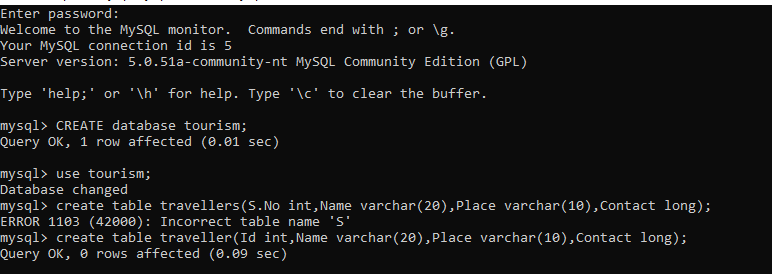 Enter password:
Welcome to the MySQL monitor.  Commands end with ; or \g.
Your MySQL connection id is 5
Server version: 5.0.51a-community-nt MySQL Community Edition (GPL)

Type 'help;' or '\h' for help. Type '\c' to clear the buffer.

mysql> CREATE database tourism;
Query OK, 1 row affected (0.01 sec)

mysql> use tourism;
Database changed
mysql> create table travellers(S.No int,Name varchar(20),Place varchar(10),Contact long);
ERROR 1103 (42000): Incorrect table name 'S'
mysql> create table traveller(Id int,Name varchar(20),Place varchar(10),Contact long);
Query OK, 0 rows affected (0.09 sec)